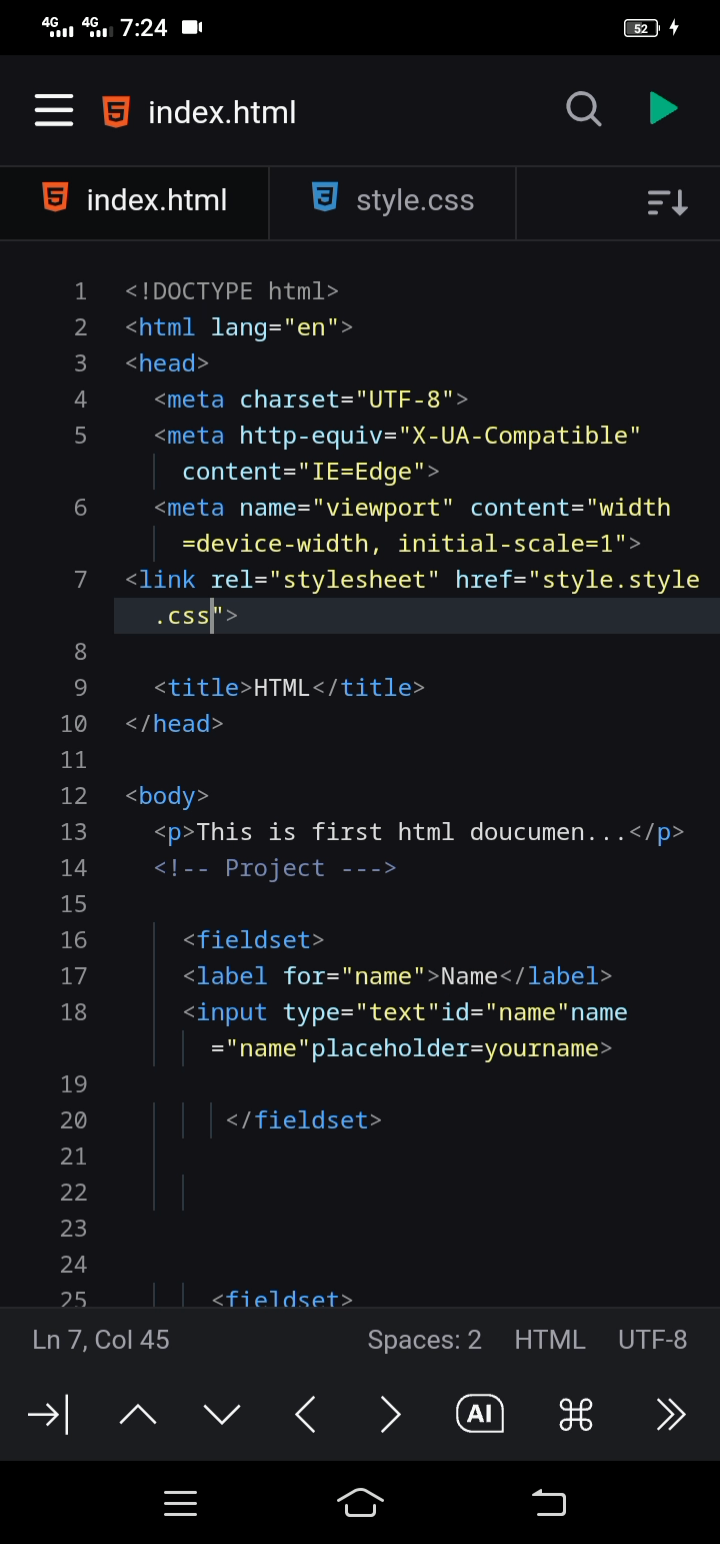 4G 4G 7:24 52
index.html
index.html style.css
1 <!DOCTYPE html>
2 <html lang="en">
3 <head>
4 <meta charset="UTF-8">
5 <meta http-equiv="X-UA-Compatible"
content="IE=Edge">
6 <meta name="viewport" content="width
=device-width, initial-scale=1">
7 <link rel="stylesheet" href="style.style
.css">
8
9 <title>HTML</title>
10 </head>
11
12 <body>
13 <p>This is first html doucumen...</p>
14 <!-- Project --->
15
16 <fieldset>
17 <label for="name">Name</label>
18 <input type="text"id="name"name
="name"placeholder=yourname>
19
20 </fieldset>
21
22
23
24
25 <fieldset>
Ln 7, Col 45 Spaces: 2 HTML UTF-8
AI